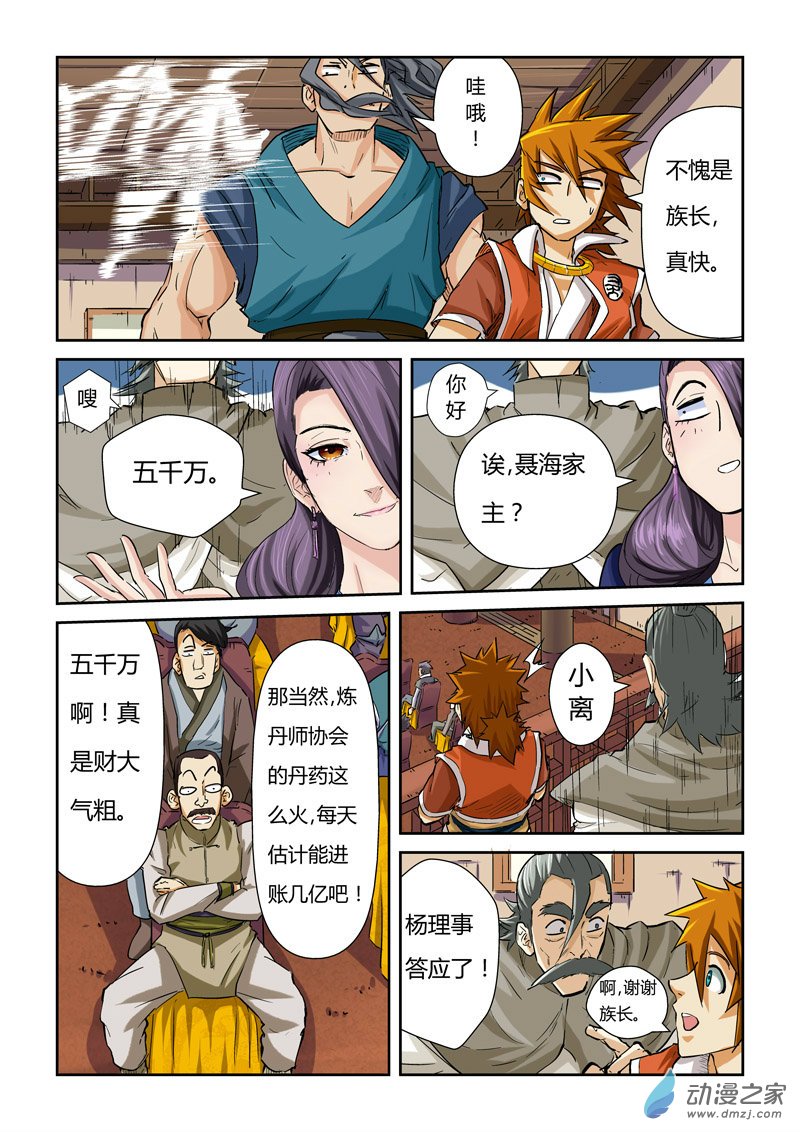 哇
哦！
不愧是
族长，
真快。
嗖
五千万。
你
好
诶，聂海家
主？
五千万
啊！真
是财大
气粗。
那当然，炼
丹师协会
的丹药这
么火，每天
估计能进
账几亿吧！
小
离
杨理事
答应了！
啊，谢谢
族长。
动漫之家
www.dmzj.com